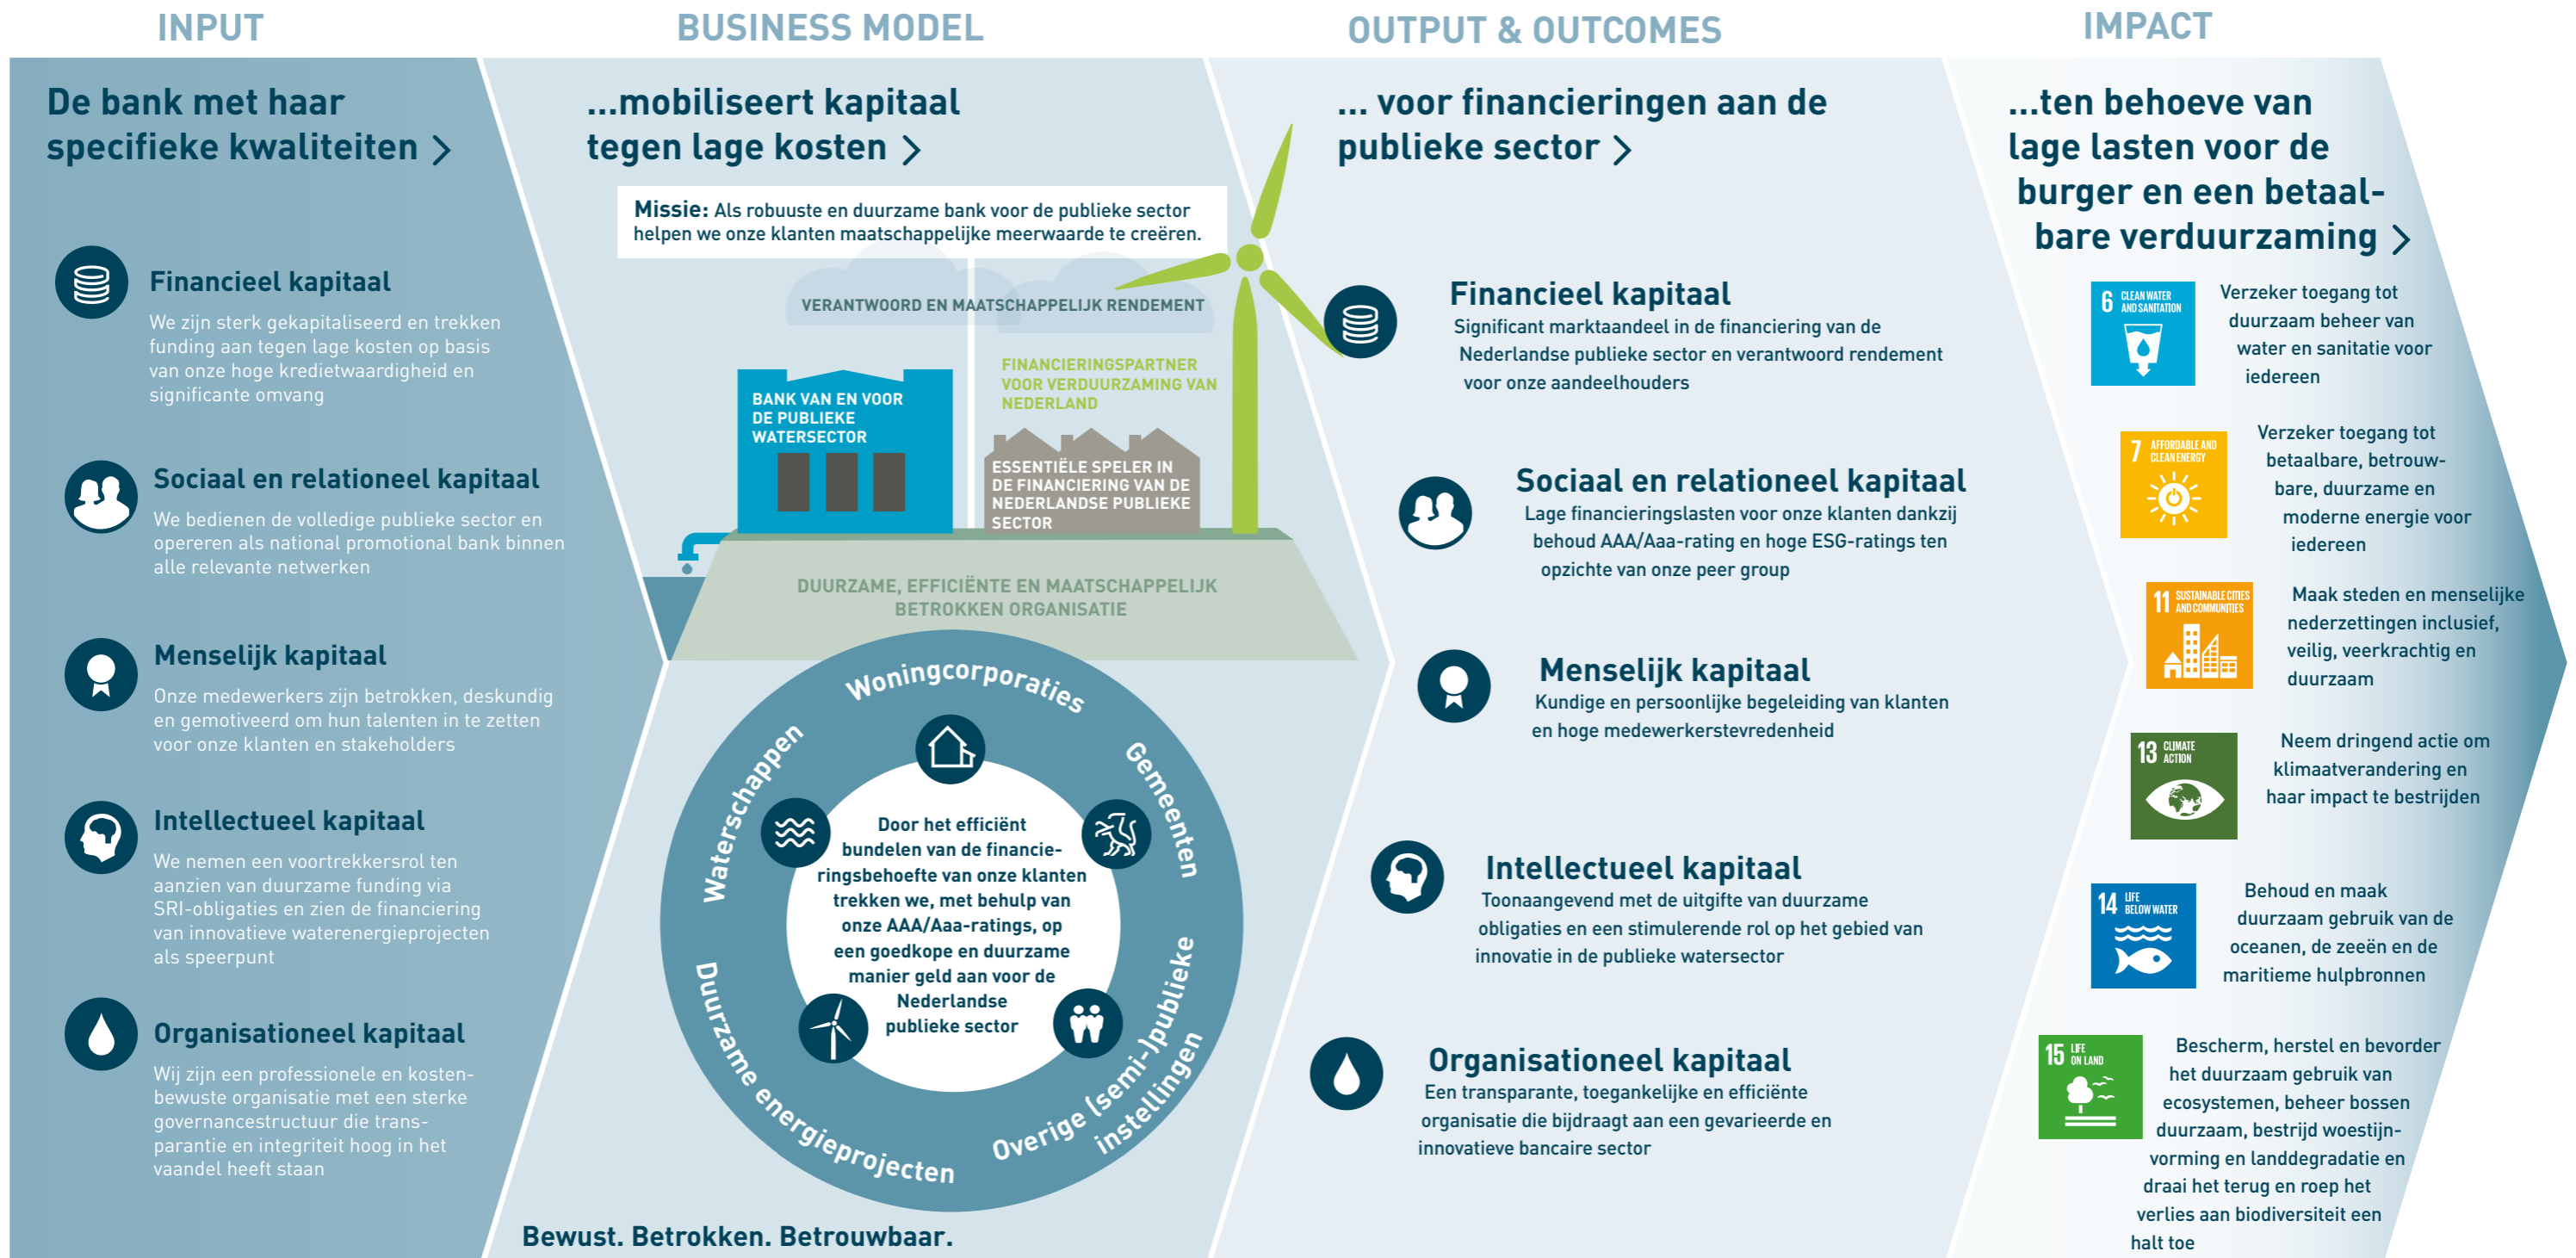 INPUT
De bank met haar
specifieke kwaliteiten >
Financieel kapitaal
We zijn sterk gekapitaliseerd en trekken
funding aan tegen lage kosten op basis
van onze hoge kredietwaardigheid en
significante omvang
Sociaal en relationeel kapitaal
We bedienen de volledige publieke sector en
opereren als national promotional bank binnen
alle relevante netwerken
Menselijk kapitaal
Onze medewerkers zijn betrokken, deskundig
en gemotiveerd om hun talenten in te zetten
voor onze klanten en stakeholders
Intellectueel kapitaal
We nemen een voortrekkersrol ten
aanzien van duurzame funding via
SRI-obligaties en zien de financiering
van innovatieve waterenergieprojecten
als speerpunt
Organisationeel kapitaal
Wij zijn een professionele en kosten-
bewuste organisatie met een sterke
governancestructuur die trans-
parantie en integriteit hoog in het
vaandel heeft staan
BUSINESS MODEL
...mobiliseert kapitaal
tegen lage kosten >
Missie: Als robuuste en duurzame bank voor de publieke sector
helpen we onze klanten maatschappelijke meerwaarde te creëren.
VERANTWOORD EN MAATSCHAPPELIJK RENDEMENT
BANK VAN EN VOOR
DE PUBLIEKE
WATERSECTOR
FINANCIERINGSPARTNER
VOOR VERDUURZAMING VAN
NEDERLAND
ESSENTIËLE SPELER IN
DE FINANCIERING VAN DE
NEDERLANDSE PUBLIEKE
SECTOR
DUURZAME, EFFICIËNTE EN MAATSCHAPPELIJK
BETROKKEN ORGANISATIE
Woningcorporaties
Gemeenten
Overige (semi-)publieke
instellingen
Duurzame energieprojecten
Waterschappen
Door het efficiënt
bundelen van de financie-
ringsbehoefte van onze klanten
trekken we, met behulp van
onze AAA/Aaa-ratings, op
een goedkope en duurzame
manier geld aan voor de
Nederlandse
publieke sector
Bewust. Betrokken. Betrouwbaar.
OUTPUT & OUTCOMES
... voor financieringen aan de
publieke sector >
Financieel kapitaal
Significant marktaandeel in de financiering van de
Nederlandse publieke sector en verantwoord rendement
voor onze aandeelhouders
Sociaal en relationeel kapitaal
Lage financieringslasten voor onze klanten dankzij
behoud AAA/Aaa-rating en hoge ESG-ratings ten
opzichte van onze peer group
Menselijk kapitaal
Kundige en persoonlijke begeleiding van klanten
en hoge medewerkerstevredenheid
Intellectueel kapitaal
Toonaangevend met de uitgifte van duurzame
obligaties en een stimulerende rol op het gebied van
innovatie in de publieke watersector
Organisationeel kapitaal
Een transparante, toegankelijke en efficiënte
organisatie die bijdraagt aan een gevarieerde en
innovatieve bancaire sector
IMPACT
...ten behoeve van
lage lasten voor de
burger en een betaal-
bare verduurzaming >
6 CLEAN WATER
AND SANITATION
Verzeker toegang tot
duurzaam beheer van
water en sanitatie voor
iedereen
7 AFFORDABLE AND
CLEAN ENERGY
Verzeker toegang tot
betaalbare, betrouw-
bare, duurzame en
moderne energie voor
iedereen
11 SUSTAINABLE CITIES
AND COMMUNITIES
Maak steden en menselijke
nederzettingen inclusief,
veilig, veerkrachtig en
duurzaam
13 CLIMATE
ACTION
Neem dringend actie om
klimaatverandering en
haar impact te bestrijden
14 LIFE
BELOW WATER
Behoud en maak
duurzaam gebruik van de
oceanen, de zeeën en de
maritieme hulpbronnen
15 LIFE
ON LAND
Bescherm, herstel en bevorder
het duurzaam gebruik van
ecosystemen, beheer bossen
duurzaam, bestrijd woestijn-
vorming en landdegradatie en
draai het terug en roep het
verlies aan biodiversiteit een
halt toe